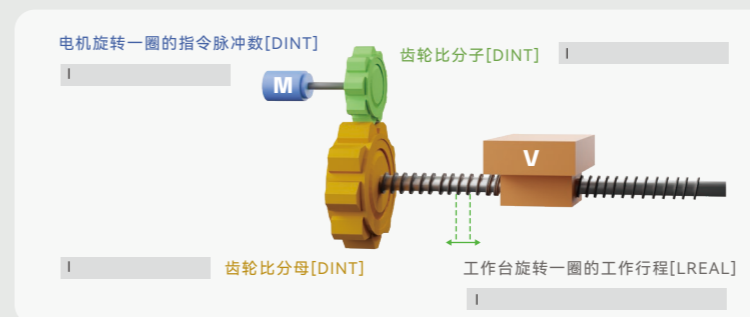 电机旋转一圈的指令脉冲数[DINT]
齿轮比分子[DINT]
I
I
M
V
I
齿轮比分母[DINT]
工作台旋转一圈的工作行程[LREAL]
I